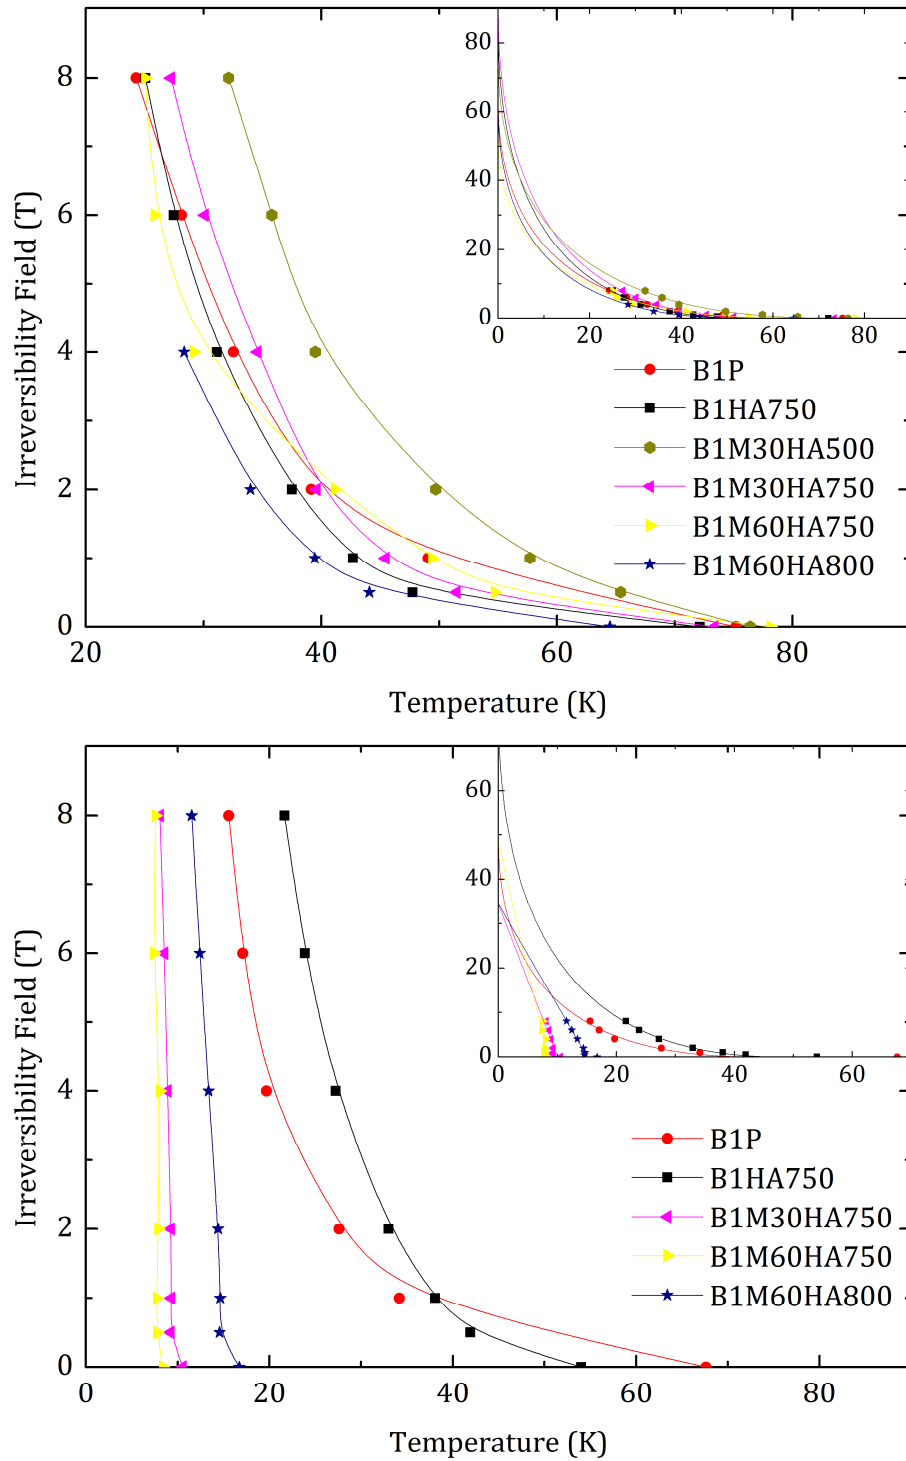 80
60
40
20
0
0 20 40 60 80
8
6
4
2
0
20 40 60 80
Irreversibility Field (T)
Temperature (K)
B1P
B1HA750
B1M30HA500
B1M30HA750
B1M60HA750
B1M60HA800
60
40
20
0
0 20 40 60
8
6
4
2
0
0 20 40 60 80
Irreversibility Field (T)
Temperature (K)
B1P
B1HA750
B1M30HA750
B1M60HA750
B1M60HA800